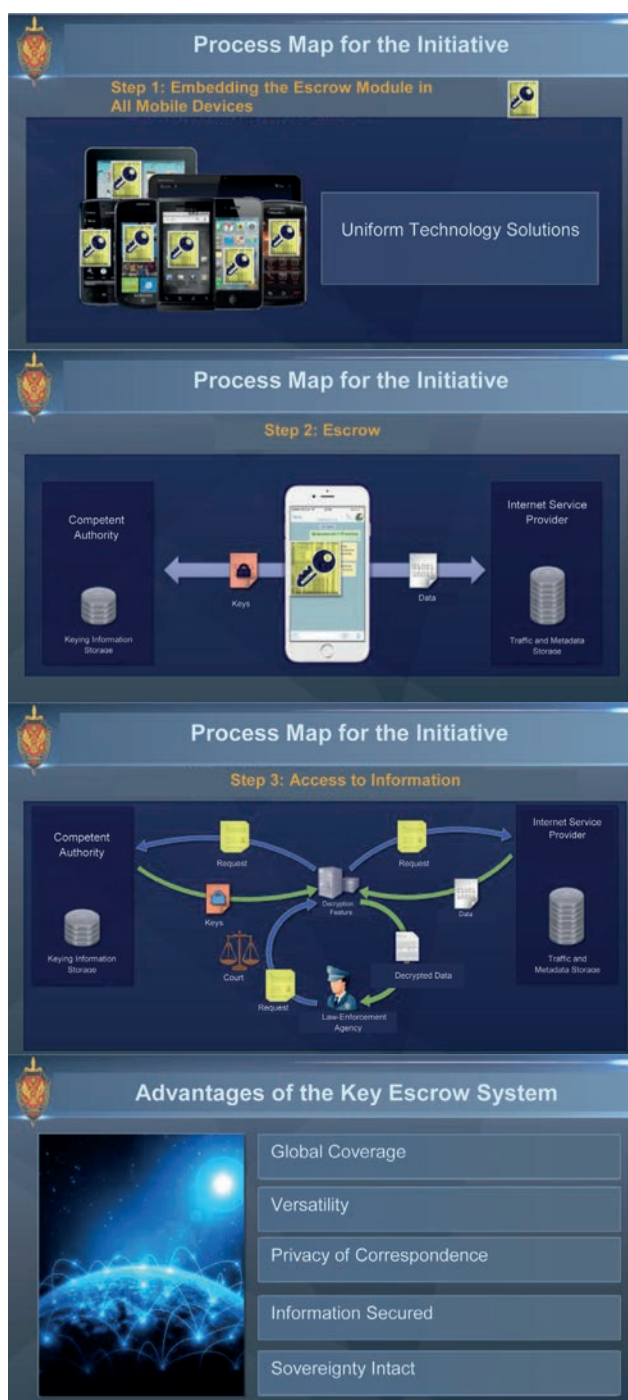 Process Map for the Initiative
Step 1: Embedding the Escrow Module in
All Mobile Devices
Uniform Technology Solutions
Process Map for the Initiative
Step 2: Escrow
Competent
Authority
Keying Information
Storage
Keys
Data
Internet Service
Provider
Traffic and Metadata
Storage
Process Map for the Initiative
Step 3: Access to Information
Competent
Authority
Keying Information
Storage
Request
Keys
Decryption
Feature
Request
Data
Internet Service
Provider
Traffic and
Metadata Storage
Court
Request
Decrypted Data
Law-Enforcement
Agency
Advantages of the Key Escrow System
Global Coverage
Versatility
Privacy of Correspondence
Information Secured
Sovereignty Intact